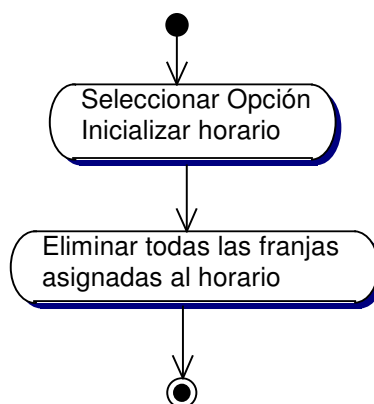 Seleccionar Opción
Inicializar horario
Eliminar todas las franjas
asignadas al horario